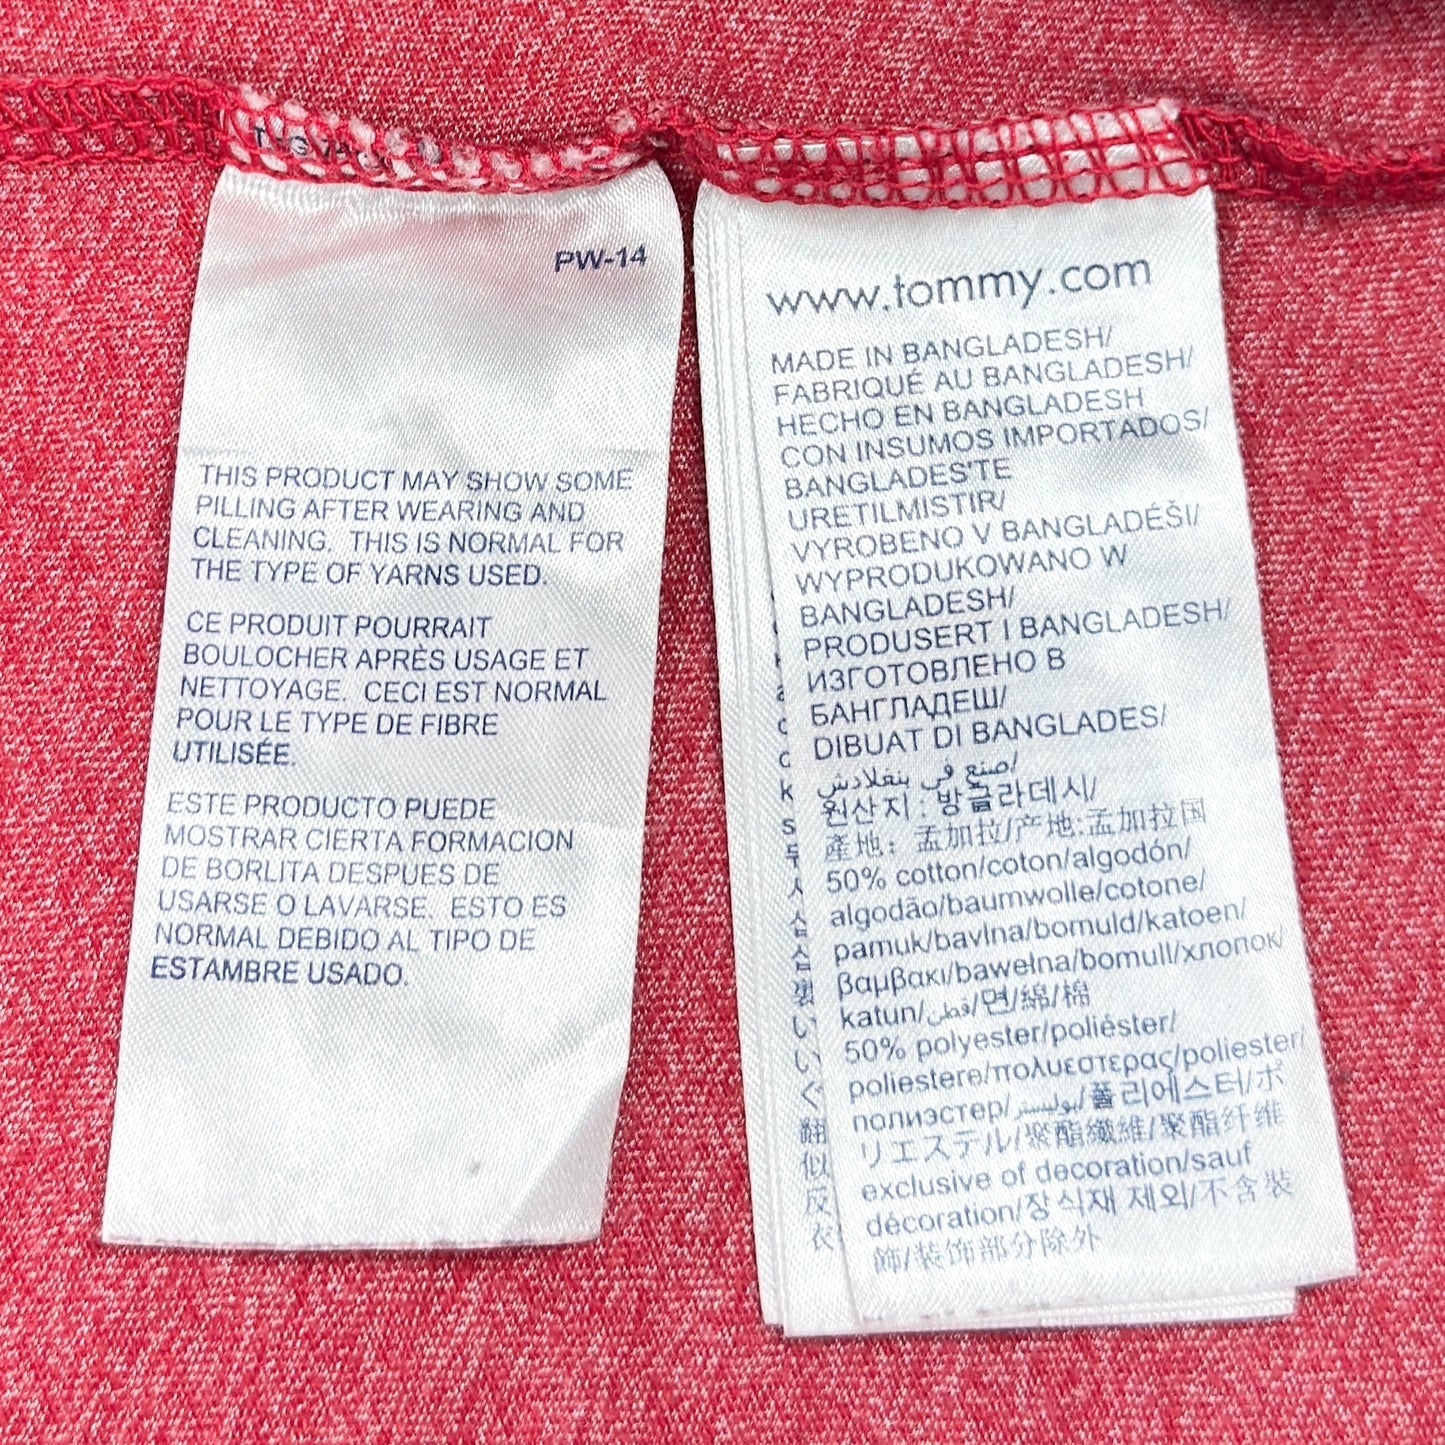 PW-14
THIS PRODUCT MAY SHOW SOME
PILLING AFTER WEARING AND
CLEANING. THIS IS NORMAL FOR
THE TYPE OF YARNS USED.
CE PRODUIT POURRAIT
BOULOCHER APRÈS USAGE ET
NETTOYAGE. CECI EST NORMAL
POUR LE TYPE DE FIBRE
UTILISÉE.
ESTE PRODUCTO PUEDE
MOSTRAR CIERTA FORMACION
DE BORLITA DESPUES DE
USARSE O LAVARSE. ESTO ES
NORMAL DEBIDO AL TIPO DE
ESTAMBRE USADO.
www.tommy.com
MADE IN BANGLADESH/
FABRIQUÉ AU BANGLADESH/
HECHO EN BANGLADESH
CON INSUMOS IMPORTADOS/
BANGLADES'TE
URETILMISTIR/
VYROBENO V BANGLADÉŠI/
WYPRODUKOWANO W
BANGLADESH/
PRODUSERT I BANGLADESH/
ИЗГОТОВЛЕНО В
БАНГЛАДЕШ/
DIBUAT DI BANGLADES/
صنع في بنغلادش/
원산지 : 방글라데시/
產地: 孟加拉/产地:孟加拉国
50% cotton/coton/algodón/
algodão/baumwolle/cotone/
pamuk/bavlna/bomuld/katoen/
βαμβακι/bawełna/bomull/хлопок/
katun/قطن/면/綿/棉
50% polyester/poliéster/
poliestere/πολυεστερας/poliester/
полиэстер/بوليستر/폴리에스터/ポ
リエステル/聚酯纖維/聚酯纤维
exclusive of decoration/sauf
décoration/장식재 제외/不含裝
飾/装饰部分除外